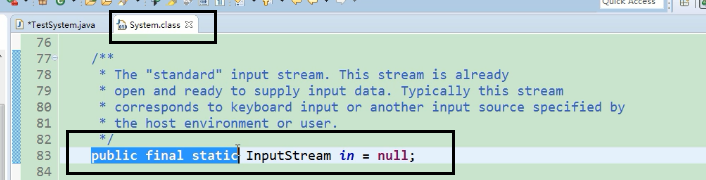 Quick Access
*TestSystem.java System.class
76
77 /**
78 * The "standard" input stream. This stream is already
79 * open and ready to supply input data. Typically this stream
80 * corresponds to keyboard input or another input source specified by
81 * the host environment or user.
82 */
83 public final static InputStream in = null;
84